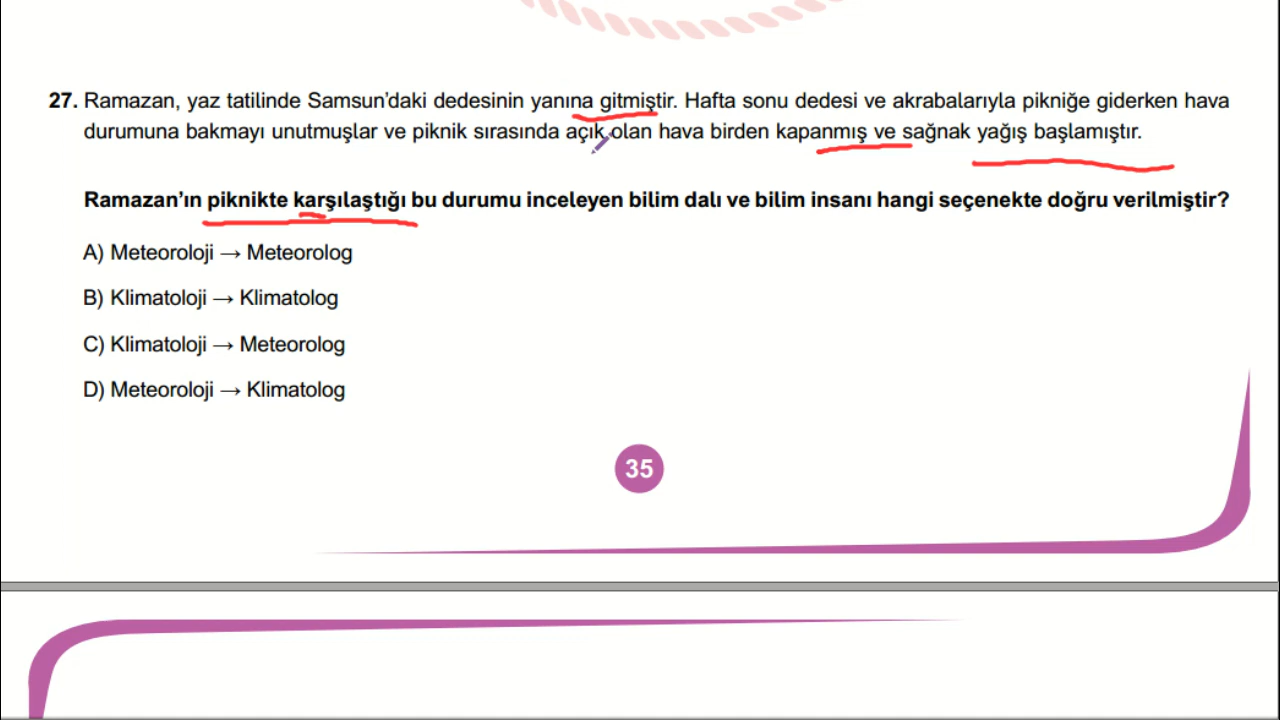 27. Ramazan, yaz tatilinde Samsun'daki dedesinin yanına gitmiştir. Hafta sonu dedesi ve akrabalarıyla pikniğe giderken hava
durumuna bakmayı unutmuşlar ve piknik sırasında açık olan hava birden kapanmış ve sağnak yağış başlamıştır.
Ramazan'ın piknikte karşılaştığı bu durumu inceleyen bilim dalı ve bilim insanı hangi seçenekte doğru verilmiştir?
A) Meteoroloji → Meteorolog
B) Klimatoloji → Klimatolog
C) Klimatoloji → Meteorolog
D) Meteoroloji → Klimatolog
35